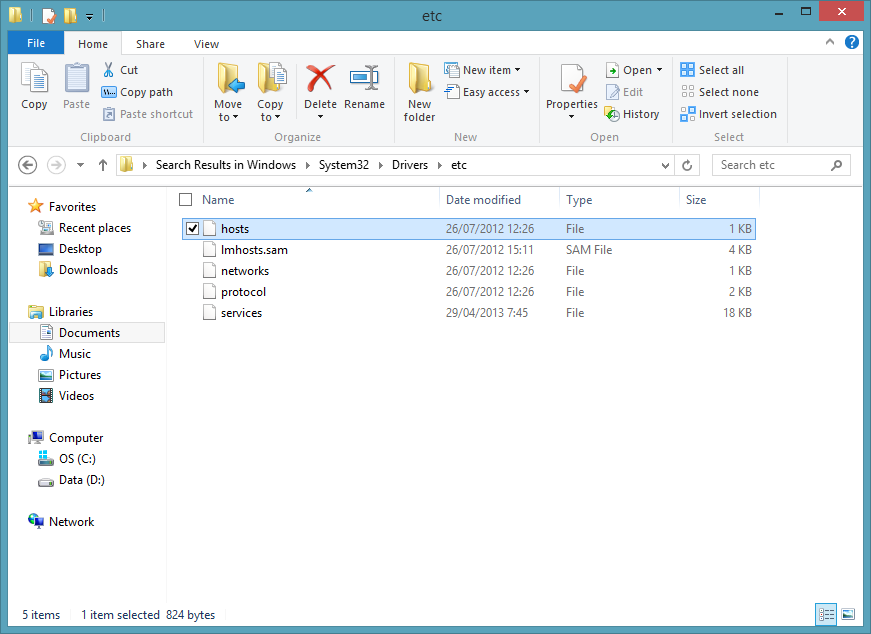 etc
File Home Share View
Copy
Paste
Cut
Copy path
Paste shortcut
Clipboard
Move to
Copy to
Delete
Rename
Organize
New folder
New item
Easy access
New
Properties
Open
Edit
History
Open
Select all
Select none
Invert selection
Select
Search Results in Windows System32 Drivers etc
Search etc
Favorites
Recent places
Desktop
Downloads
Libraries
Documents
Music
Pictures
Videos
Computer
OS (C:)
Data (D:)
Network
Name Date modified Type Size
hosts 26/07/2012 12:26 File 1 KB
lmhosts.sam 26/07/2012 15:11 SAM File 4 KB
networks 26/07/2012 12:26 File 1 KB
protocol 26/07/2012 12:26 File 2 KB
services 29/04/2013 7:45 File 18 KB
5 items 1 item selected 824 bytes